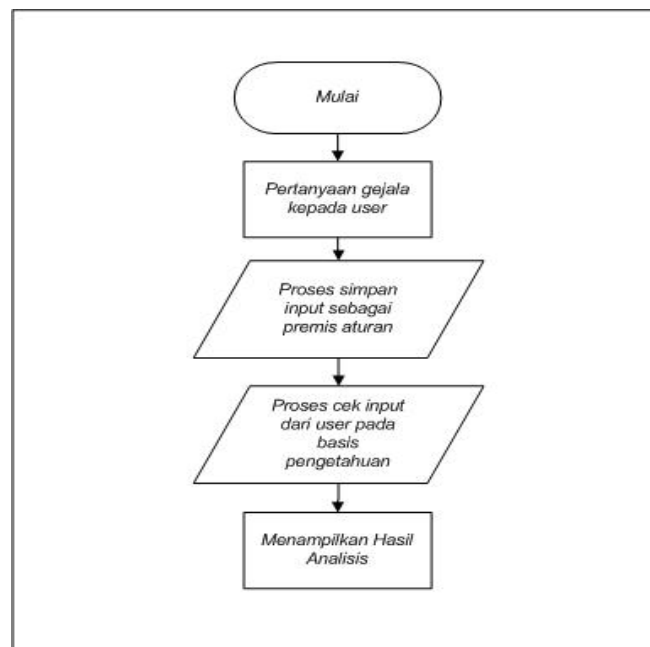 Mulai
Pertanyaan gejala
kepada user
Proses simpan
input sebagai
premis aturan
Proses cek input
dari user pada
basis
pengetahuan
Menampilkan Hasil
Analisis